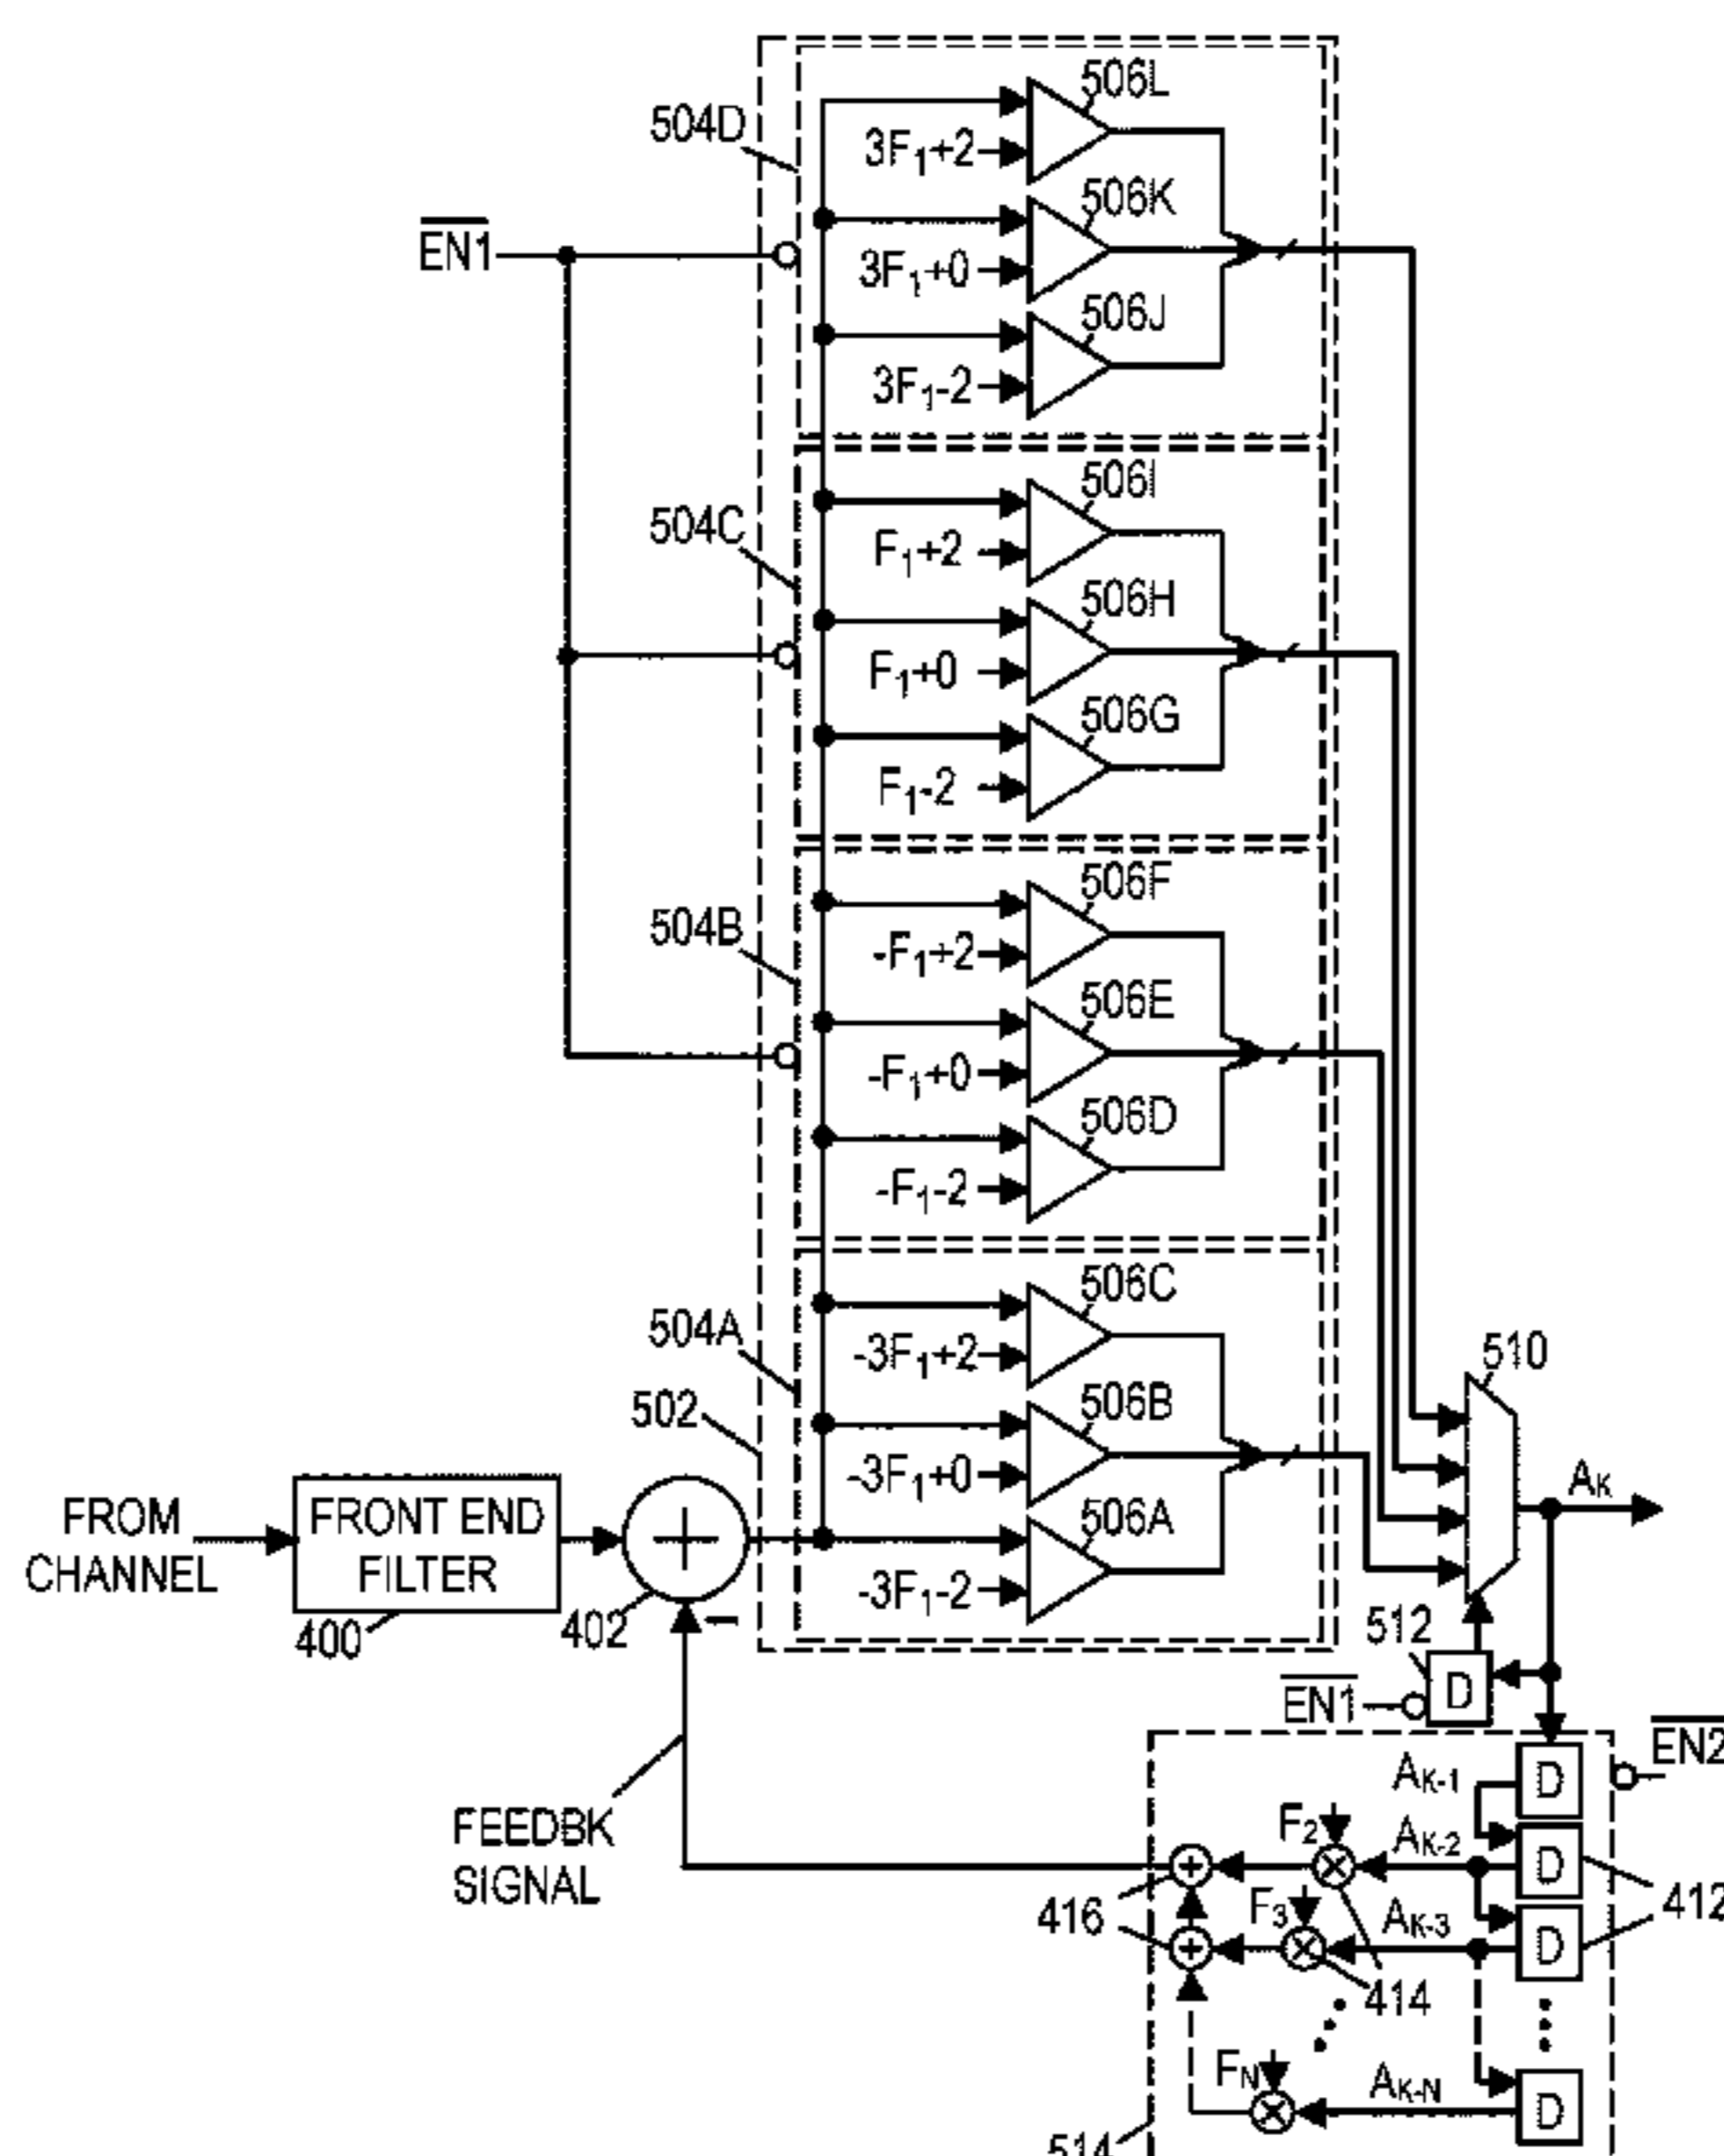 506L
504D
3F1+2
506K
EN1
3F1+0
506J
3F1-2
506I
504C
F1+2
506H
F1+0
506G
F1-2
506F
504B
-F1+2
506E
-F1+0
506D
-F1-2
506C
504A
-3F1+2
510
502
506B
-3F1+0
AK
FROM CHANNEL
FRONT END
FILTER
506A
-3F1-2
400
402
-
512
D
EN1
EN2
AK-1
D
FEEDBK
SIGNAL
F2
AK-2
D
412
416
F3
AK-3
D
414
FN
AK-N
D
514